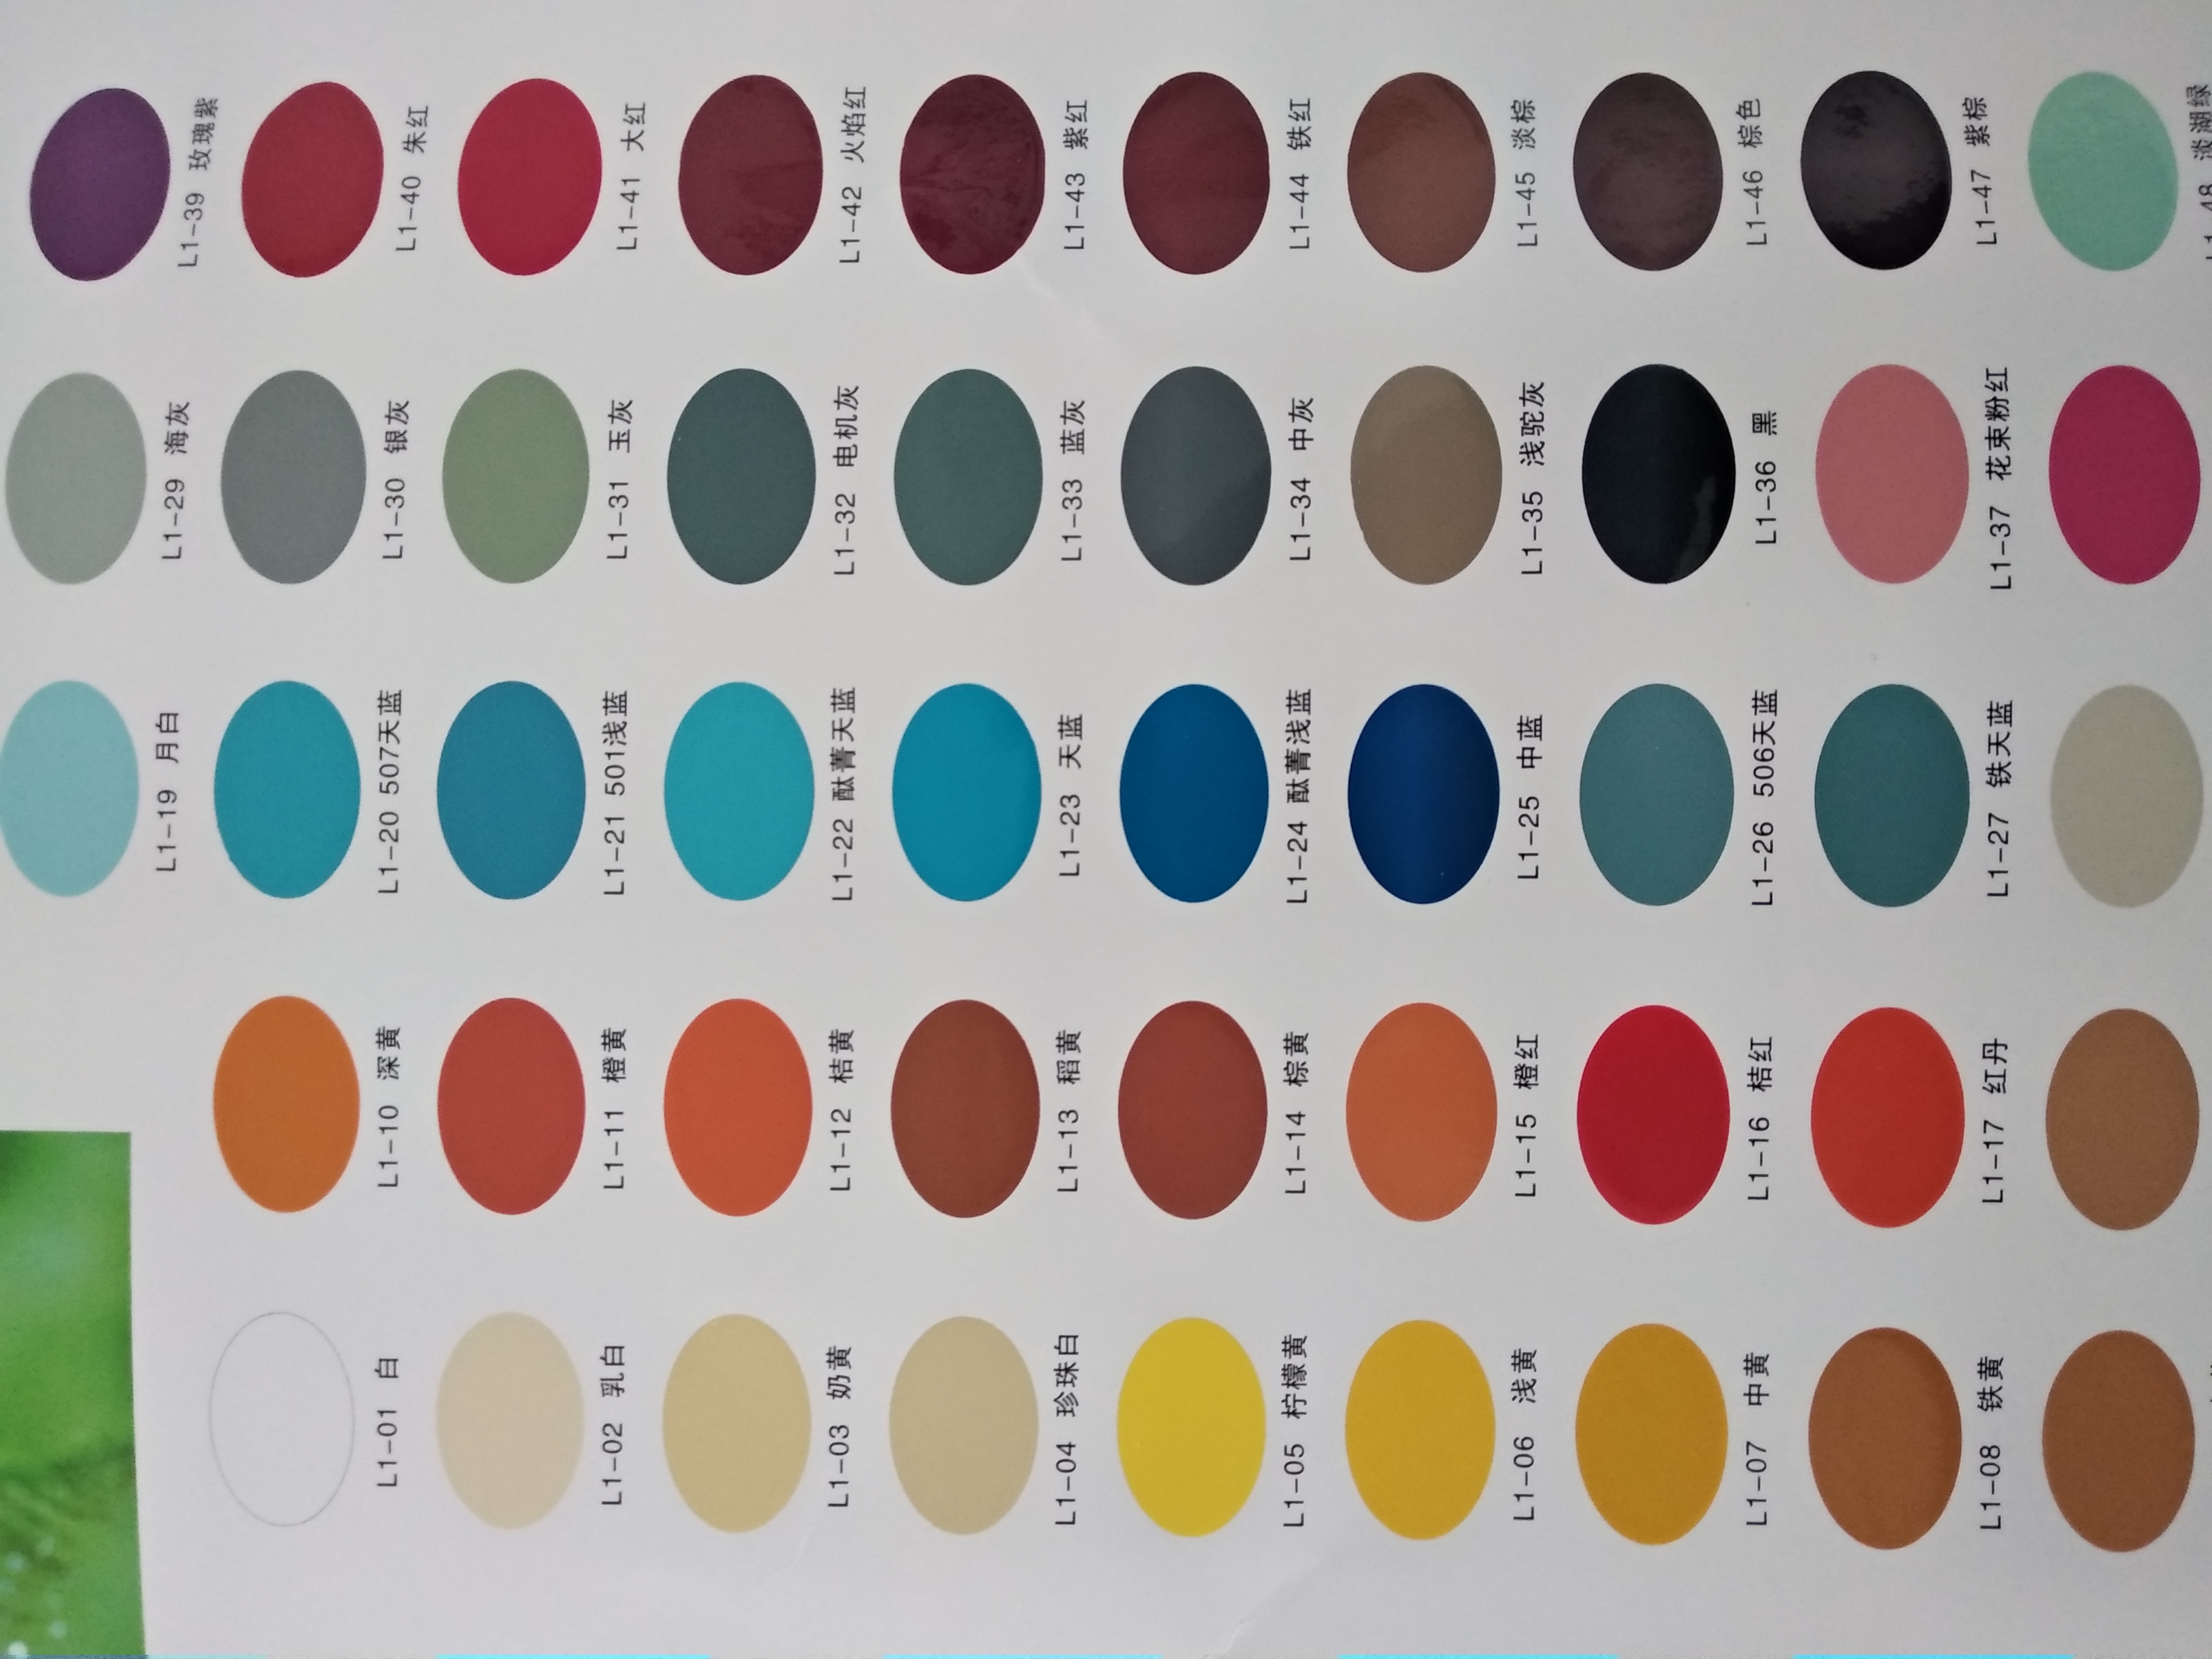 L1-19 月白
L1-29 海灰
L1-39 玫瑰紫
L1-01 白
L1-10 深黄
L1-20 507天蓝
L1-30 银灰
L1-40 朱红
L1-02 乳白
L1-11 橙黄
L1-21 501浅蓝
L1-31 玉灰
L1-41 大红
L1-03 奶黄
L1-12 桔黄
L1-22 酞菁天蓝
L1-32 电机灰
L1-42 火焰红
L1-04 珍珠白
L1-13 稻黄
L1-23 天蓝
L1-33 蓝灰
L1-43 紫红
L1-05 柠檬黄
L1-14 棕黄
L1-24 酞菁浅蓝
L1-34 中灰
L1-44 铁红
L1-06 浅黄
L1-15 橙红
L1-25 中蓝
L1-35 浅驼灰
L1-45 淡棕
L1-07 中黄
L1-16 桔红
L1-26 506天蓝
L1-36 黑
L1-46 棕色
L1-08 铁黄
L1-17 红丹
L1-27 铁天蓝
L1-37 花束粉红
L1-47 紫棕
L1-48 淡湖绿